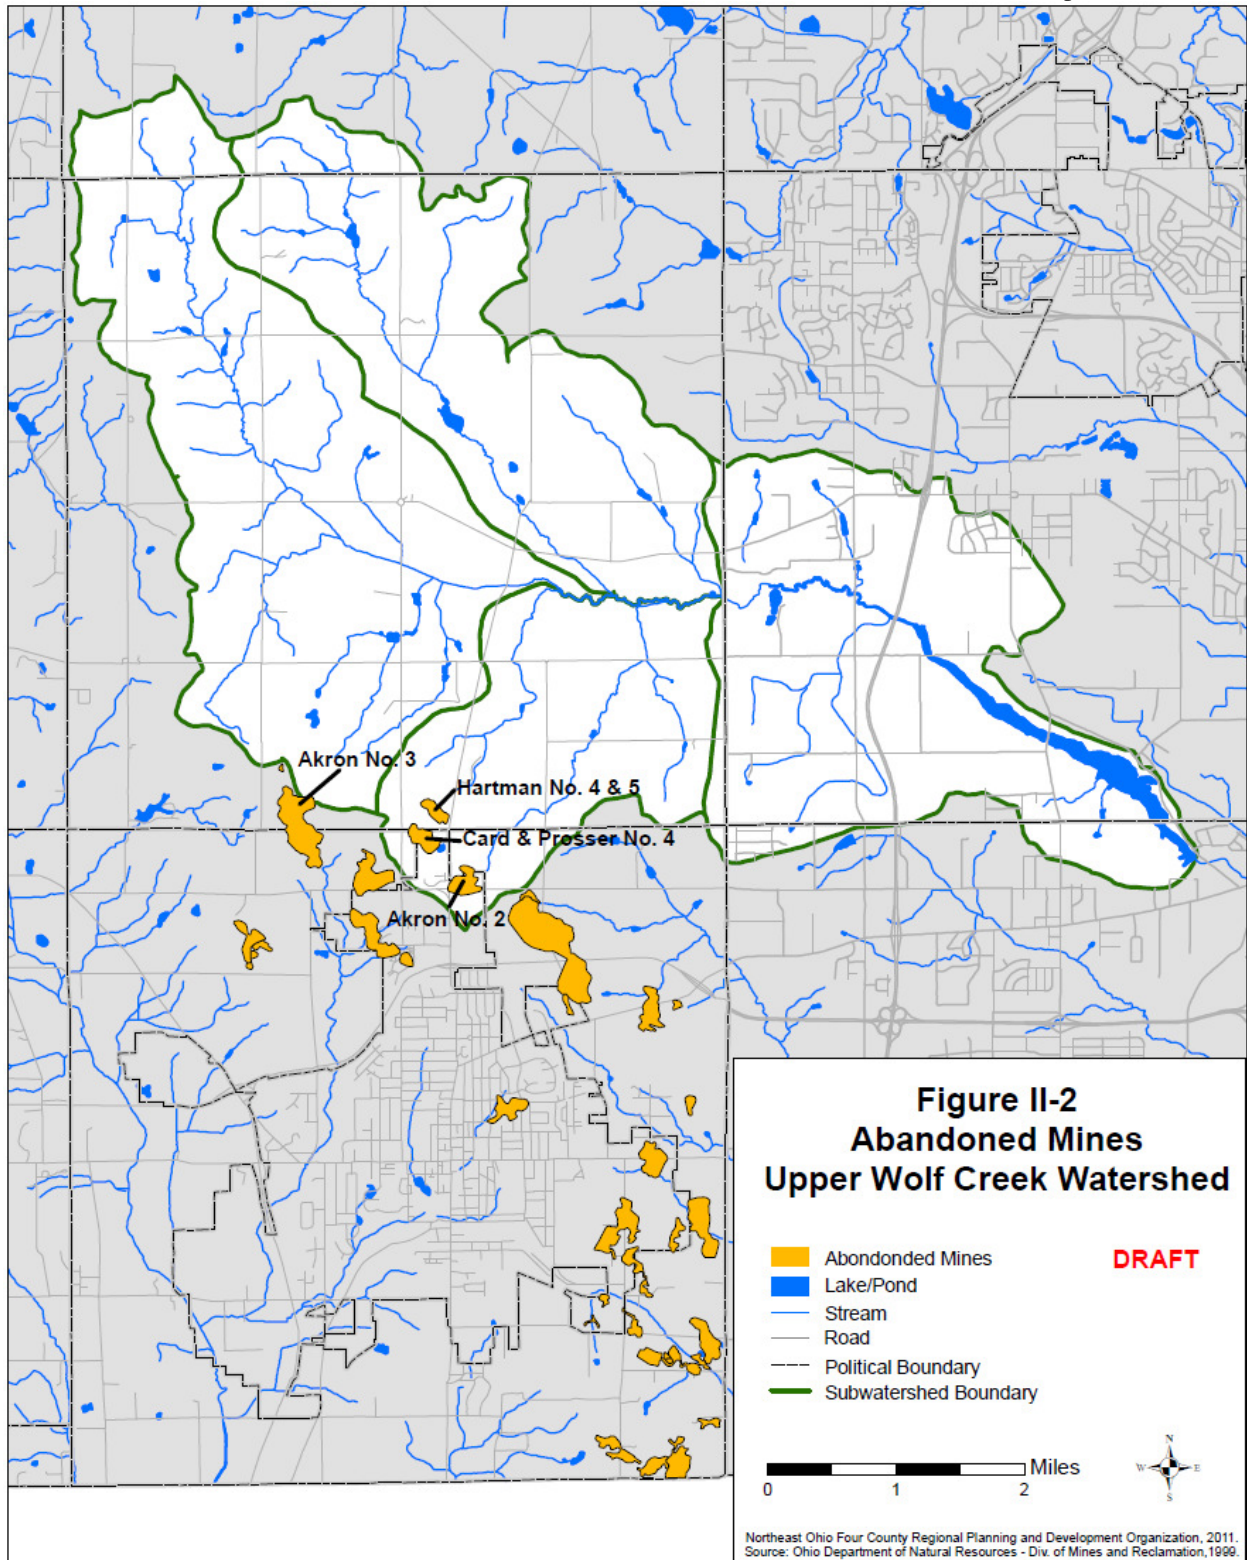 Akron No. 3
Hartman No. 4 & 5
Card & Prosser No. 4
Akron No. 2
Figure II-2
Abandoned Mines
Upper Wolf Creek Watershed
Abondonded Mines
DRAFT
Lake/Pond
Stream
Road
Political Boundary
Subwatershed Boundary
N
W E
S
Miles
0 1 2
Northeast Ohio Four County Regional Planning and Development Organization, 2011.
Source: Ohio Department of Natural Resources - Div. of Mines and Reclamation,1999.